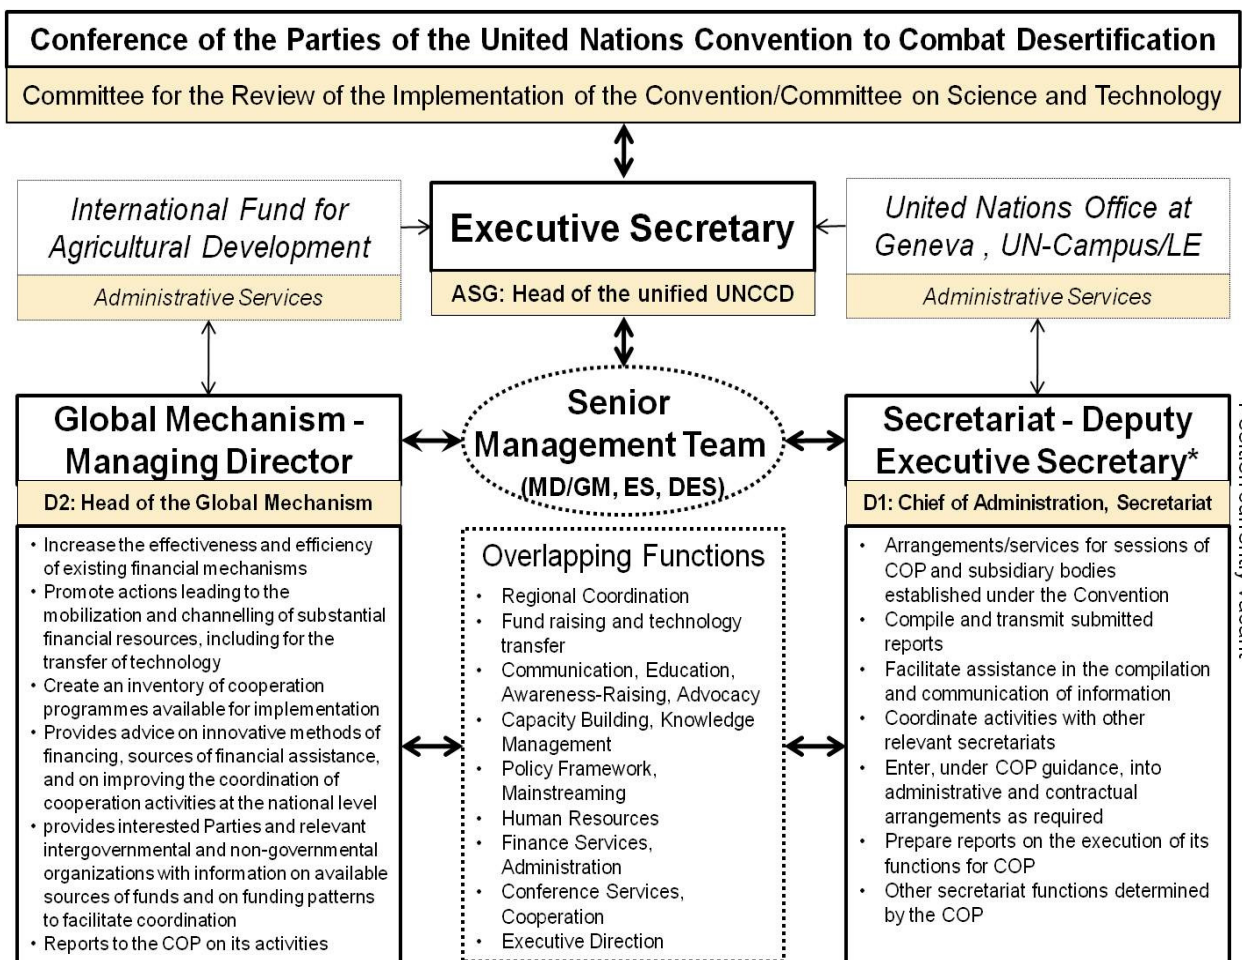 Conference of the Parties of the United Nations Convention to Combat Desertification
Committee for the Review of the Implementation of the Convention/Committee on Science and Technology
International Fund for
Agricultural Development
Administrative Services
Executive Secretary
ASG: Head of the unified UNCCD
United Nations Office at
Geneva , UN-Campus/LE
Administrative Services
Global Mechanism -
Managing Director
D2: Head of the Global Mechanism
• Increase the effectiveness and efficiency
of existing financial mechanisms
• Promote actions leading to the
mobilization and channelling of substantial
financial resources, including for the
transfer of technology
• Create an inventory of cooperation
programmes available for implementation
• Provides advice on innovative methods of
financing, sources of financial assistance,
and on improving the coordination of
cooperation activities at the national level
• provides interested Parties and relevant
intergovernmental and non-governmental
organizations with information on available
sources of funds and on funding patterns
to facilitate coordination
• Reports to the COP on its activities
Senior
Management Team
(MD/GM, ES, DES)
Overlapping Functions
• Regional Coordination
• Fund raising and technology
transfer
• Communication, Education,
Awareness-Raising, Advocacy
• Capacity Building, Knowledge
Management
• Policy Framework,
Mainstreaming
• Human Resources
• Finance Services,
Administration
• Conference Services,
Cooperation
• Executive Direction
Secretariat - Deputy
Executive Secretary*
D1: Chief of Administration, Secretariat
• Arrangements/services for sessions of
COP and subsidiary bodies
established under the Convention
• Compile and transmit submitted
reports
• Facilitate assistance in the compilation
and communication of information
• Coordinate activities with other
relevant secretariats
• Enter, under COP guidance, into
administrative and contractual
arrangements as required
• Prepare reports on the execution of its
functions for COP
• Other secretariat functions determined
by the COP